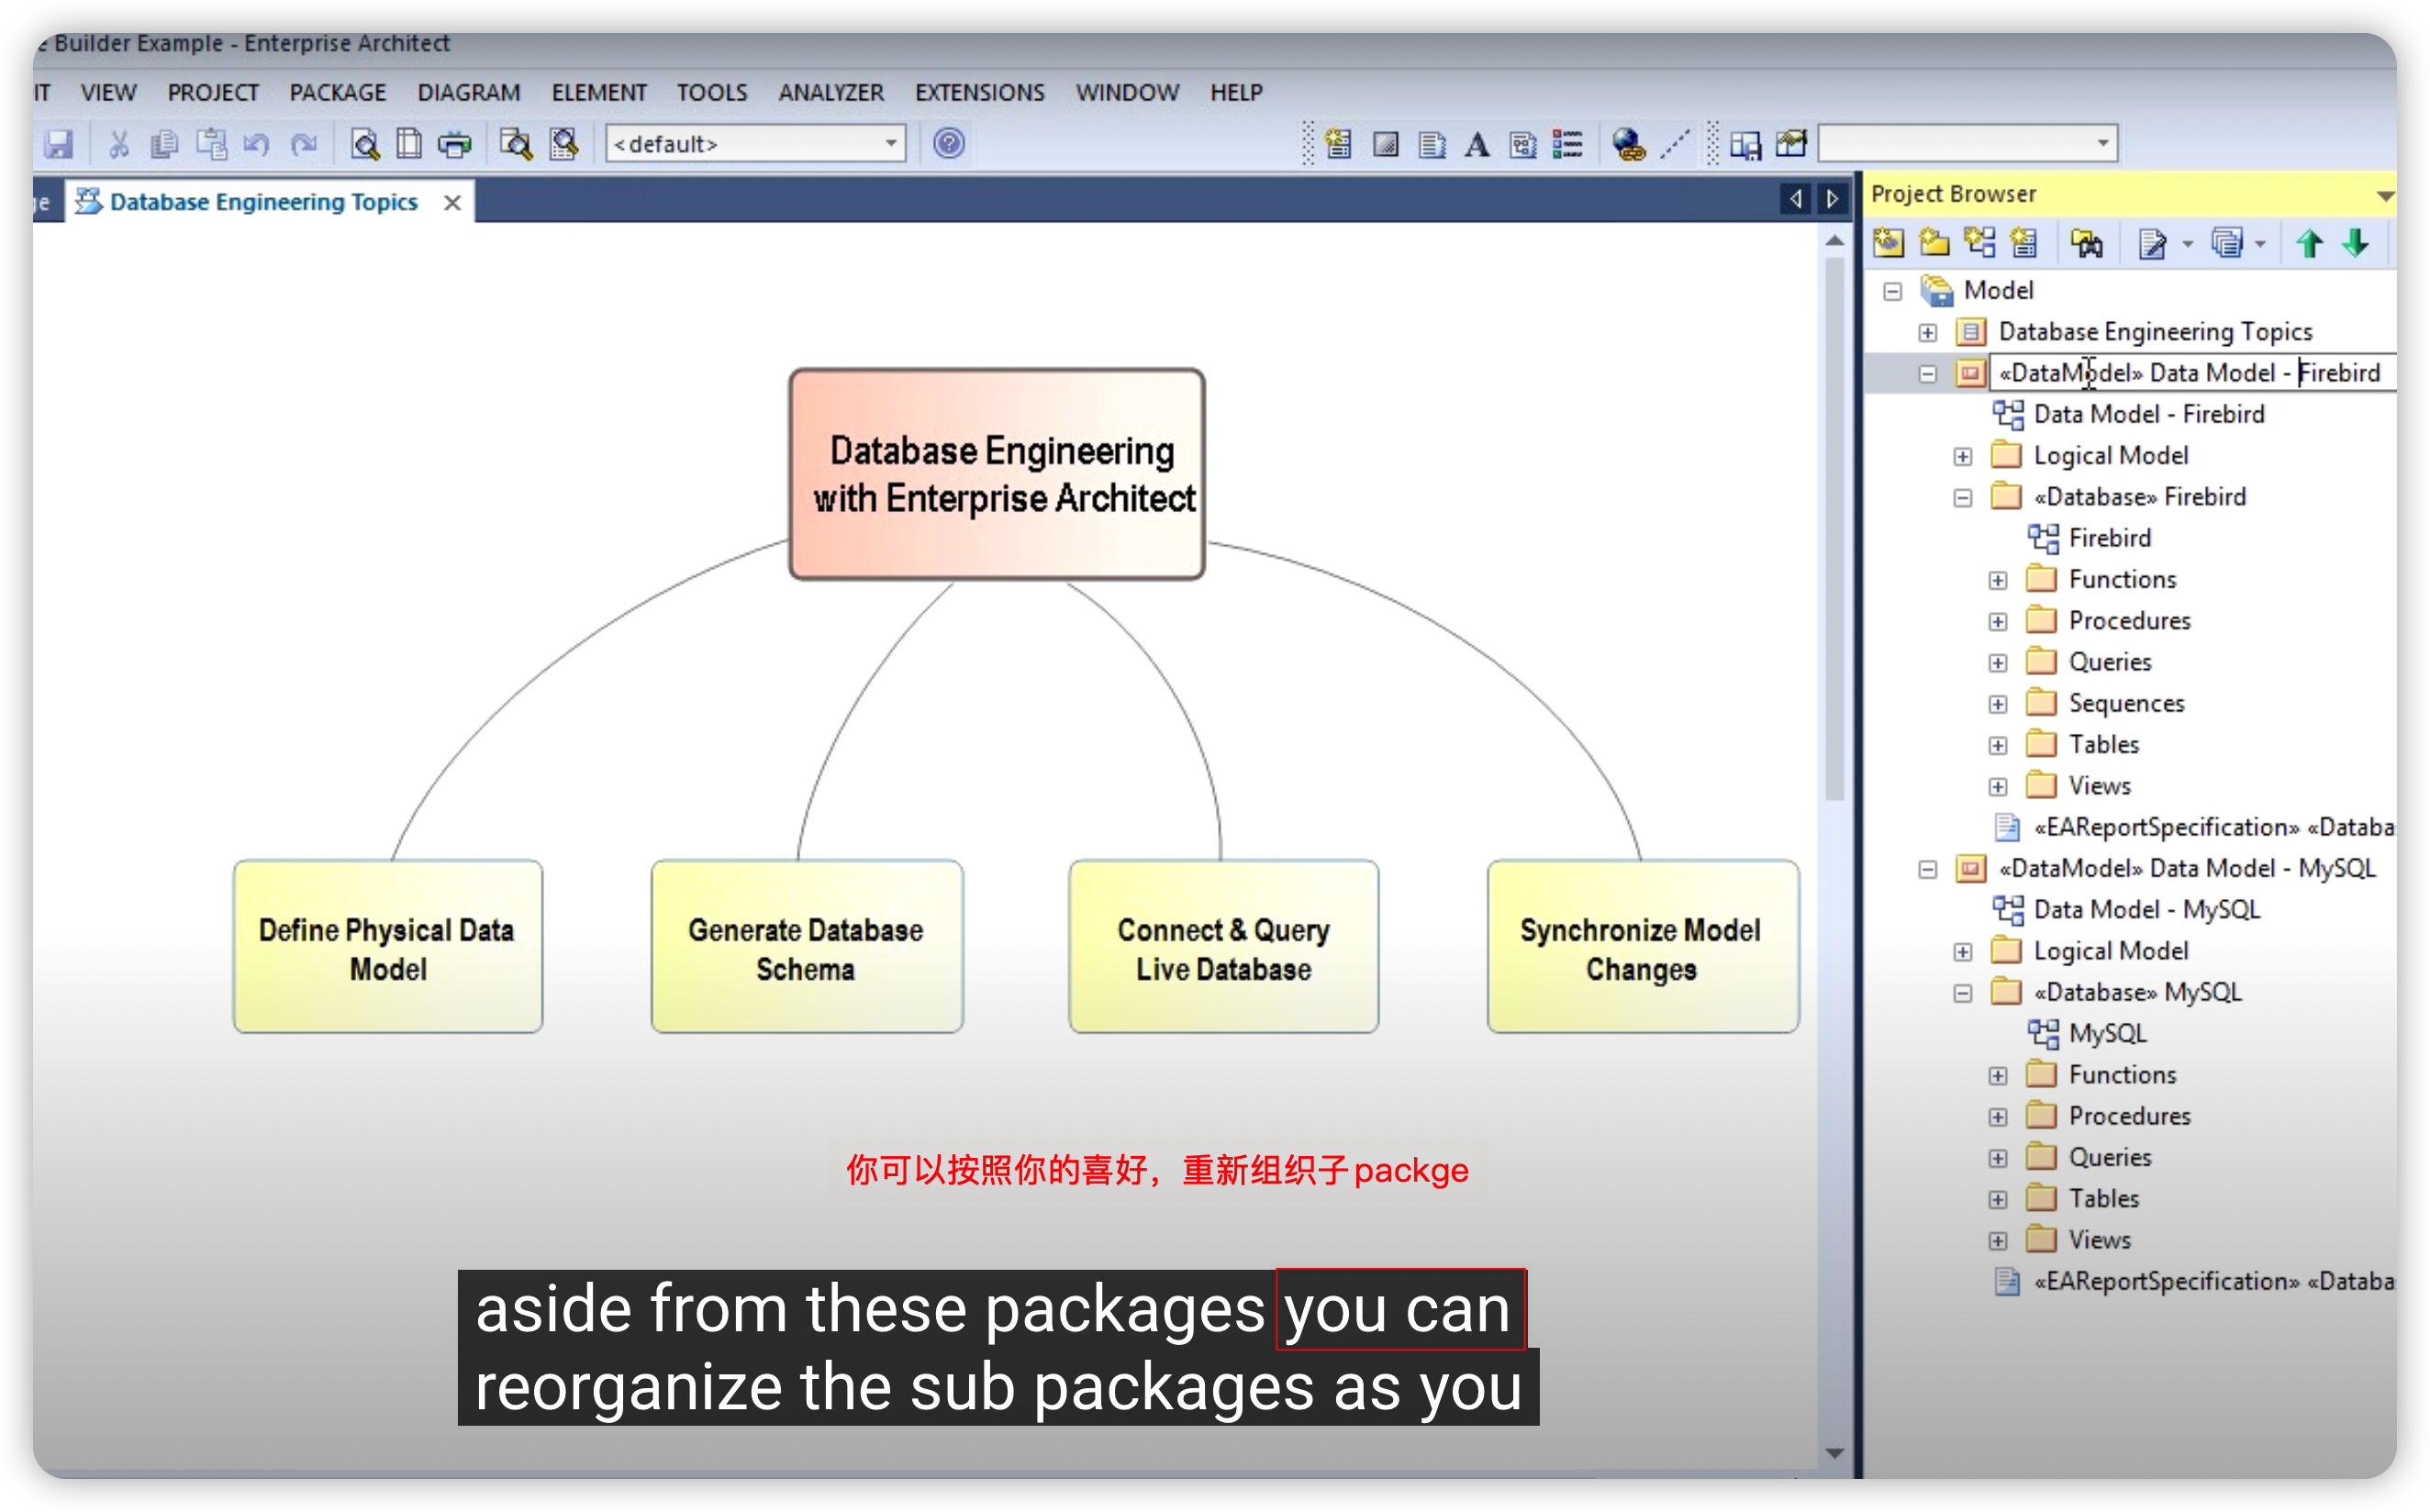 e Builder Example - Enterprise Architect
IT VIEW PROJECT PACKAGE DIAGRAM ELEMENT TOOLS ANALYZER EXTENSIONS WINDOW HELP
<default>
ge Database Engineering Topics
Project Browser
Model
Database Engineering Topics
«DataModel» Data Model - Firebird
Data Model - Firebird
Logical Model
«Database» Firebird
Firebird
Functions
Procedures
Queries
Sequences
Tables
Views
«EAReportSpecification» «Databa
«DataModel» Data Model - MySQL
Data Model - MySQL
Logical Model
«Database» MySQL
MySQL
Functions
Procedures
Queries
Tables
Views
«EAReportSpecification» «Databa
Database Engineering
with Enterprise Architect
Define Physical Data
Model
Generate Database
Schema
Connect & Query
Live Database
Synchronize Model
Changes
你可以按照你的喜好，重新组织子packge
aside from these packages you can
reorganize the sub packages as you